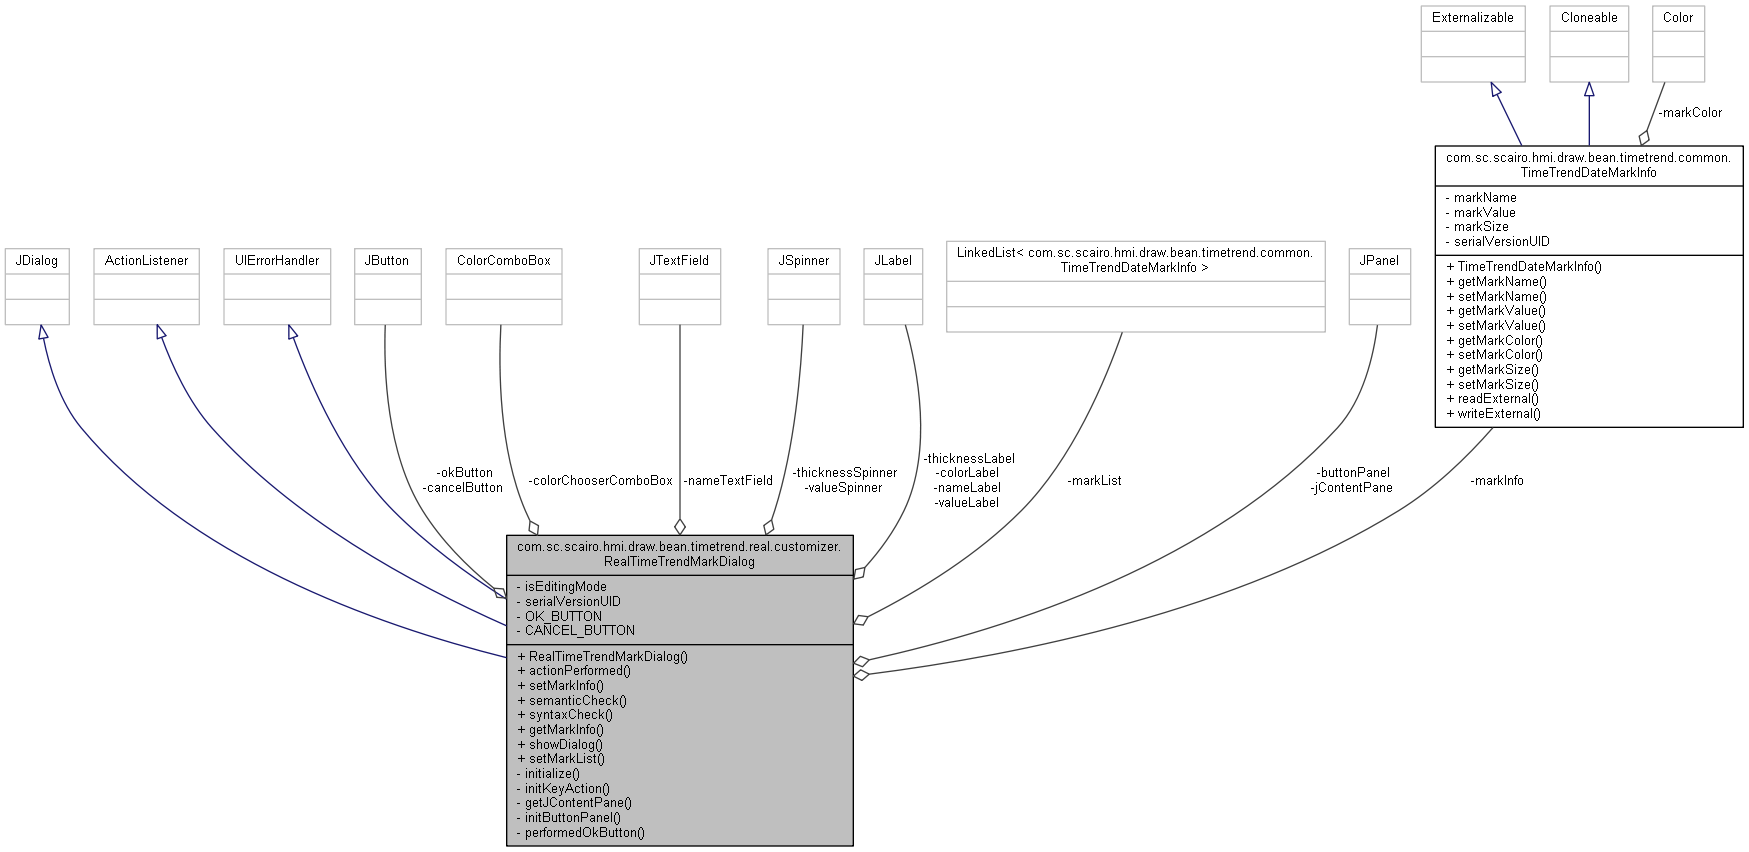 Externalizable
Cloneable
Color
-markColor
com.sc.scairo.hmi.draw.bean.timetrend.common.
TimeTrendDateMarkInfo
- markName
- markValue
- markSize
- serialVersionUID
+ TimeTrendDateMarkInfo()
+ getMarkName()
+ setMarkName()
+ getMarkValue()
+ setMarkValue()
+ getMarkColor()
+ setMarkColor()
+ getMarkSize()
+ setMarkSize()
+ readExternal()
+ writeExternal()
JDialog
ActionListener
UIErrorHandler
JButton
ColorComboBox
JTextField
JSpinner
JLabel
LinkedList< com.sc.scairo.hmi.draw.bean.timetrend.common.
TimeTrendDateMarkInfo >
JPanel
-okButton
-cancelButton
-colorChooserComboBox
-nameTextField
-thicknessSpinner
-valueSpinner
-thicknessLabel
-colorLabel
-nameLabel
-valueLabel
-markList
-buttonPanel
-jContentPane
-markInfo
com.sc.scairo.hmi.draw.bean.timetrend.real.customizer.
RealTimeTrendMarkDialog
- isEditingMode
- serialVersionUID
- OK_BUTTON
- CANCEL_BUTTON
+ RealTimeTrendMarkDialog()
+ actionPerformed()
+ setMarkInfo()
+ semanticCheck()
+ syntaxCheck()
+ getMarkInfo()
+ showDialog()
+ setMarkList()
- initialize()
- initKeyAction()
- getJContentPane()
- initButtonPanel()
- performedOkButton()